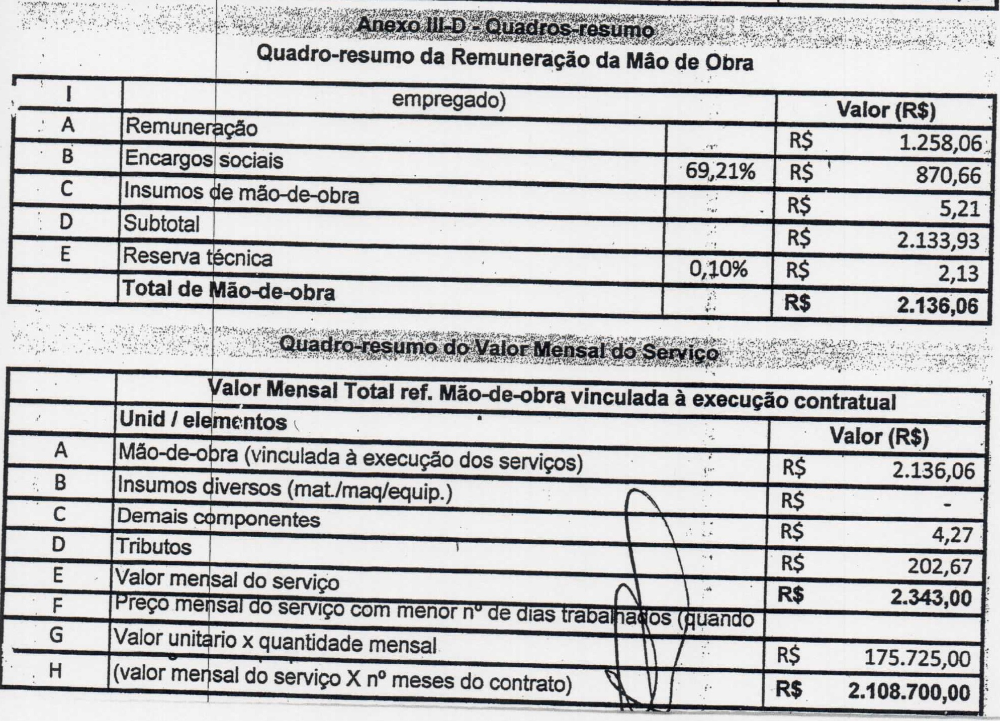 Anexo III-D - Quadros-resumo
Quadro-resumo da Remuneração da Mâo de Obra
I empregado) Valor (R$)
A Remuneração R$ 1.258,06
B Encargos sociais 69,21% R$ 870,66
C Insumos de mão-de-obra R$ 5,21
D Subtotal R$ 2.133,93
E Reserva técnica 0,10% R$ 2,13
Total de Mão-de-obra R$ 2.136,06
Quadro-resumo do Valor Mensal do Serviço
Valor Mensal Total ref. Mão-de-obra vinculada à execução contratual
Unid / elementos Valor (R$)
A Mão-de-obra (vinculada à execução dos serviços) R$ 2.136,06
B Insumos diversos (mat./maq/equip.) R$ -
C Demais componentes R$ 4,27
D Tributos R$ 202,67
E Valor mensal do serviço R$ 2.343,00
F Preço mensal do serviço com menor nº de dias trabalhados (quando
G Valor unitário x quantidade mensal R$ 175.725,00
H (valor mensal do serviço X nº meses do contrato) R$ 2.108.700,00